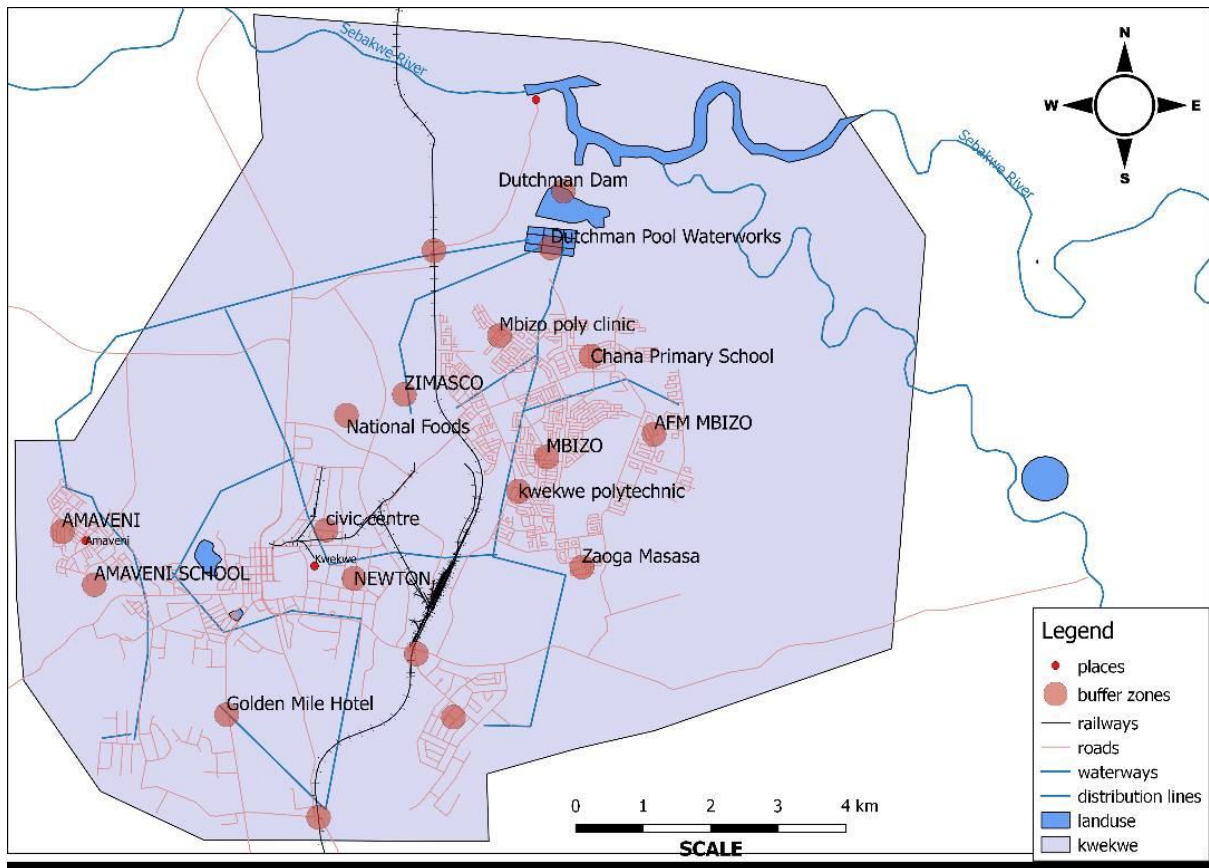 Sebakwe River
N
W
E
S
Sebakwe River
Dutchman Dam
Dutchman Pool Waterworks
Mbizo poly clinic
Chana Primary School
ZIMASCO
National Foods
AFM MBIZO
MBIZO
kwekwe polytechnic
AMAVENI
Amaveni
civic centre
Kwekwe
Zaoga Masasa
AMAVENI SCHOOL
NEWTON
Golden Mile Hotel
Legend
places
buffer zones
railways
roads
waterways
distribution lines
landuse
kwekwe
0 1 2 3 4 km
SCALE